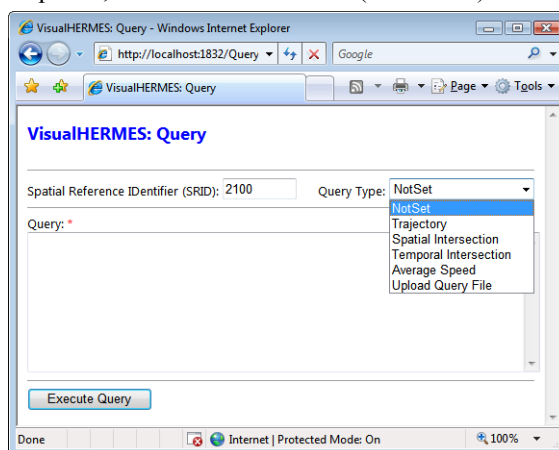 VisualHERMES: Query - Windows Internet Explorer
http://localhost:1832/Query
Google
VisualHERMES: Query
Page
Tools
VisualHERMES: Query
Spatial Reference IDentifier (SRID): 2100 Query Type: NotSet
NotSet
Trajectory
Spatial Intersection
Temporal Intersection
Average Speed
Upload Query File
Query: *
Execute Query
Done Internet | Protected Mode: On 100%